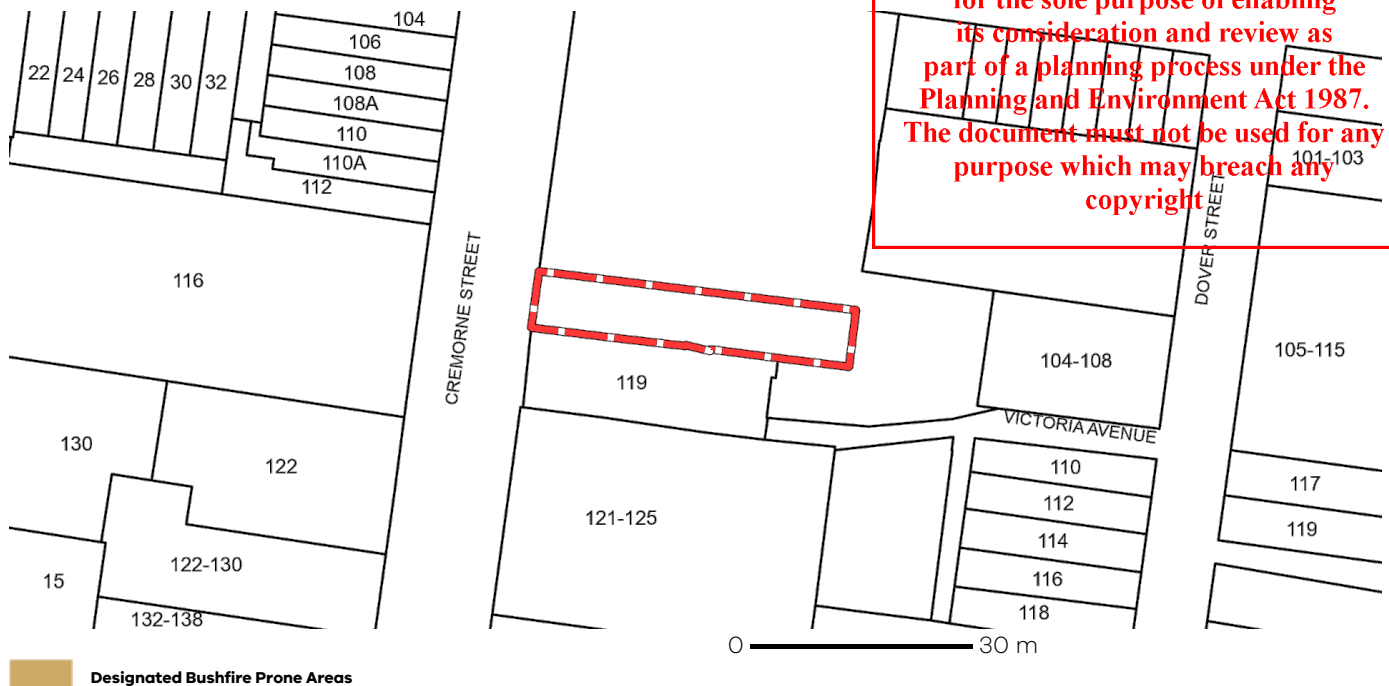 for the sole purpose of enabling
its consideration and review as
part of a planning process under the
Planning and Environment Act 1987.
The document must not be used for any
purpose which may breach any
copyright
104
106
108
108A
110
110A
112
22
24
26
28
30
32
101-103
116
CREMORNE STREET
DOVER STREET
119
104-108
105-115
VICTORIA AVENUE
130
122
121-125
110
112
114
116
118
117
119
15
122-130
132-138
0
30 m
Designated Bushfire Prone Areas